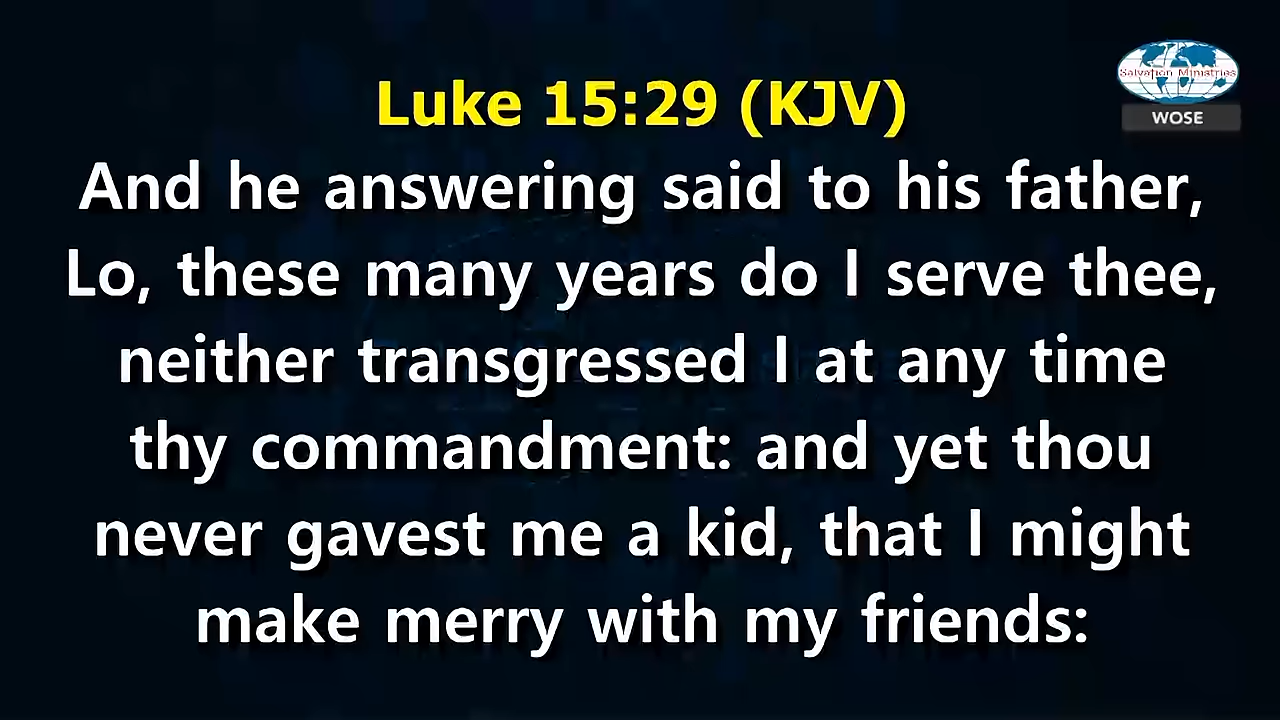 Salvation Ministries
WOSE
Luke 15:29 (KJV)
And he answering said to his father,
Lo, these many years do I serve thee,
neither transgressed I at any time
thy commandment: and yet thou
never gavest me a kid, that I might
make merry with my friends: